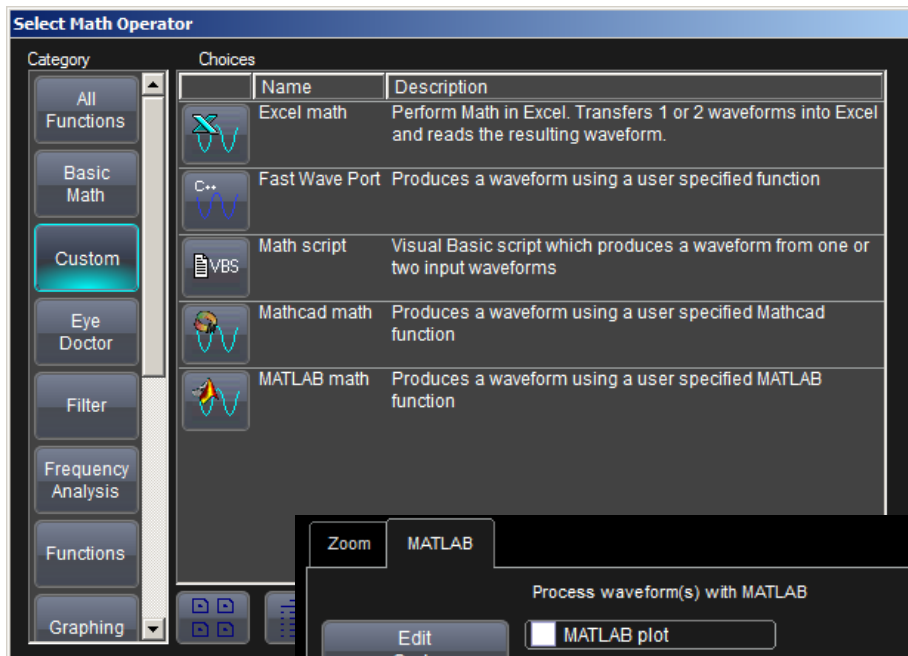 Select Math Operator
Category
Choices
All
Functions
Basic
Math
Custom
Eye
Doctor
Filter
Frequency
Analysis
Functions
Graphing
Name Description
Excel math Perform Math in Excel. Transfers 1 or 2 waveforms into Excel
and reads the resulting waveform.
C++
Fast Wave Port Produces a waveform using a user specified function
VBS
Math script Visual Basic script which produces a waveform from one or
two input waveforms
Mathcad math Produces a waveform using a user specified Mathcad
function
MATLAB math Produces a waveform using a user specified MATLAB
function
Zoom MATLAB
Process waveform(s) with MATLAB
Edit
MATLAB plot